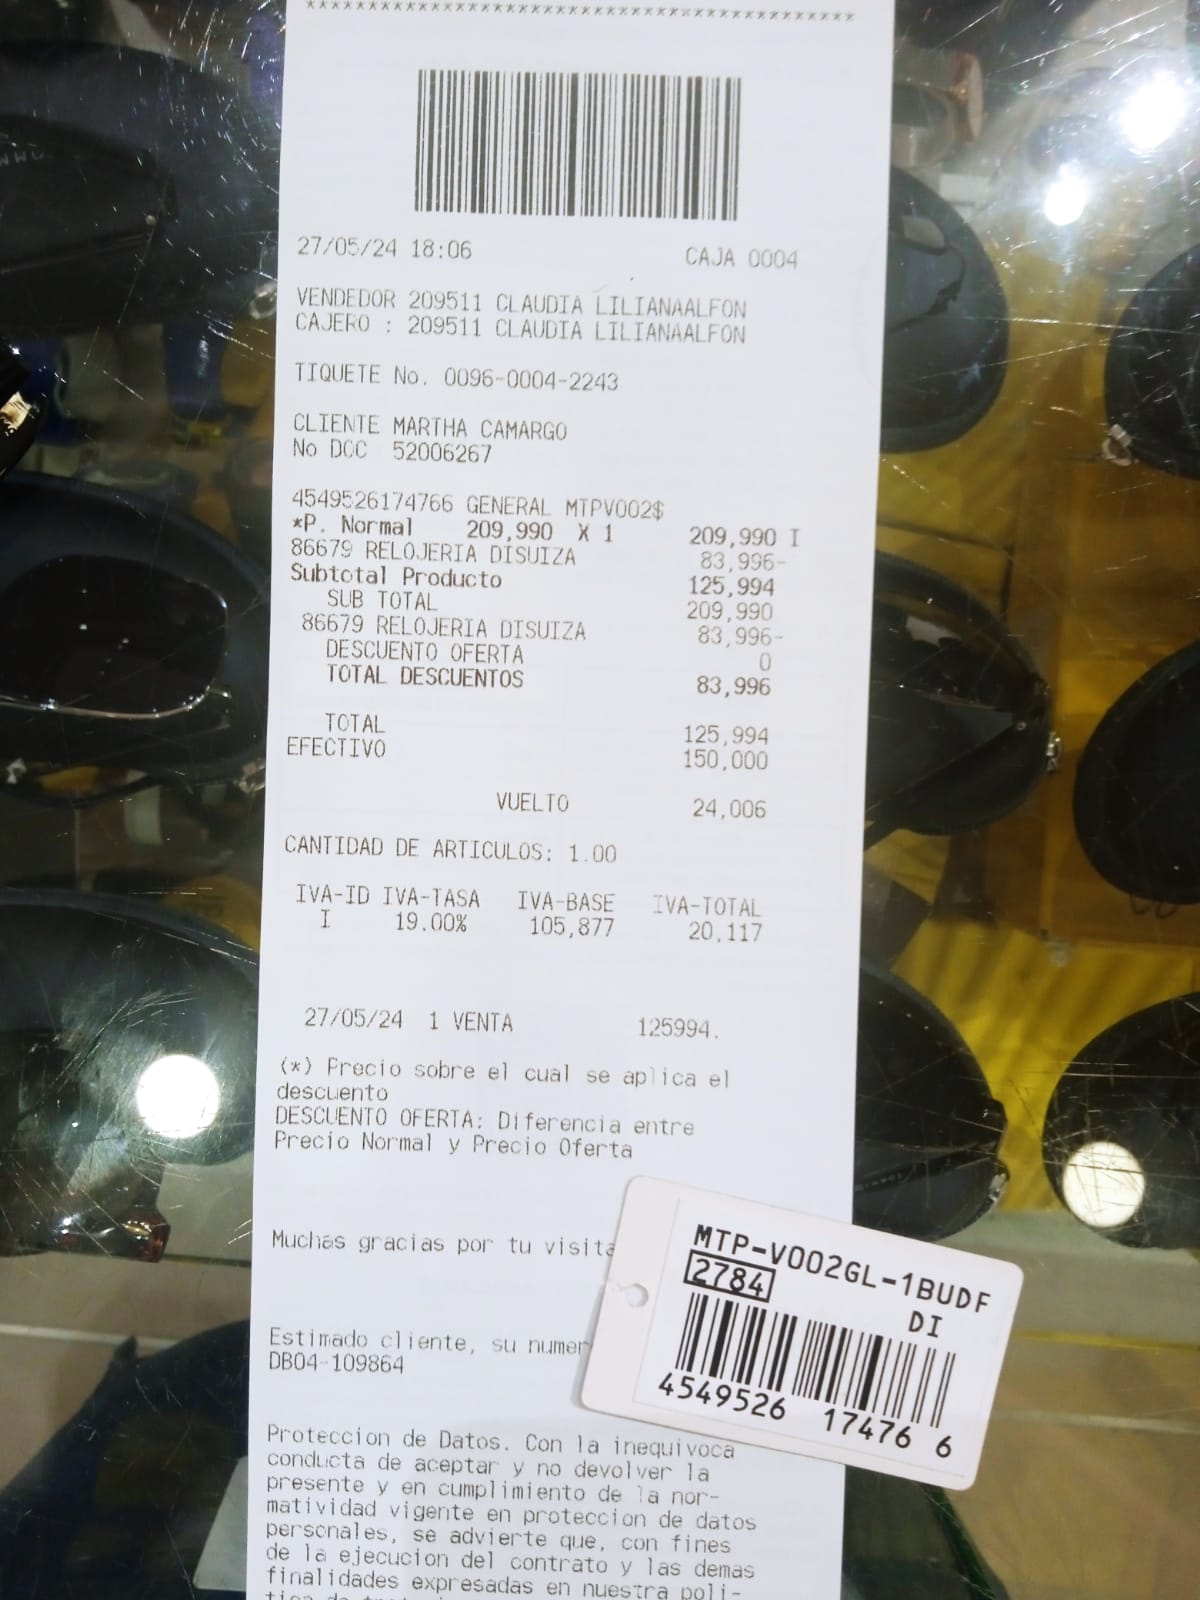 ****************************************
27/05/24 18:06 CAJA 0004
VENDEDOR 209511 CLAUDIA LILIANAALFON
CAJERO : 209511 CLAUDIA LILIANAALFON
TIQUETE No. 0096-0004-2243
CLIENTE MARTHA CAMARGO
No DOC 52006267
4549526174766 GENERAL MTPV002$
*P. Normal 209,990 X 1 209,990 I
86679 RELOJERIA DISUIZA 83,996-
Subtotal Producto 125,994
SUB TOTAL 209,990
86679 RELOJERIA DISUIZA 83,996-
DESCUENTO OFERTA 0
TOTAL DESCUENTOS 83,996
TOTAL 125,994
EFECTIVO 150,000
VUELTO 24,006
CANTIDAD DE ARTICULOS: 1.00
IVA-ID IVA-TASA IVA-BASE IVA-TOTAL
I 19.00% 105,877 20,117
27/05/24 1 VENTA 125994.
(*) Precio sobre el cual se aplica el
descuento
DESCUENTO OFERTA: Diferencia entre
Precio Normal y Precio Oferta
Muchas gracias por tu visita
Estimado cliente, su numer
DB04-109864
Proteccion de Datos. Con la inequivoca
conducta de aceptar y no devolver la
presente y en cumplimiento de la nor-
matividad vigente en proteccion de datos
personales, se advierte que, con fines
de la ejecucion del contrato y las demas
finalidades expresadas en nuestra poli-
MTP-V002GL-1BUDF
2784
DI
4549526 17476 6